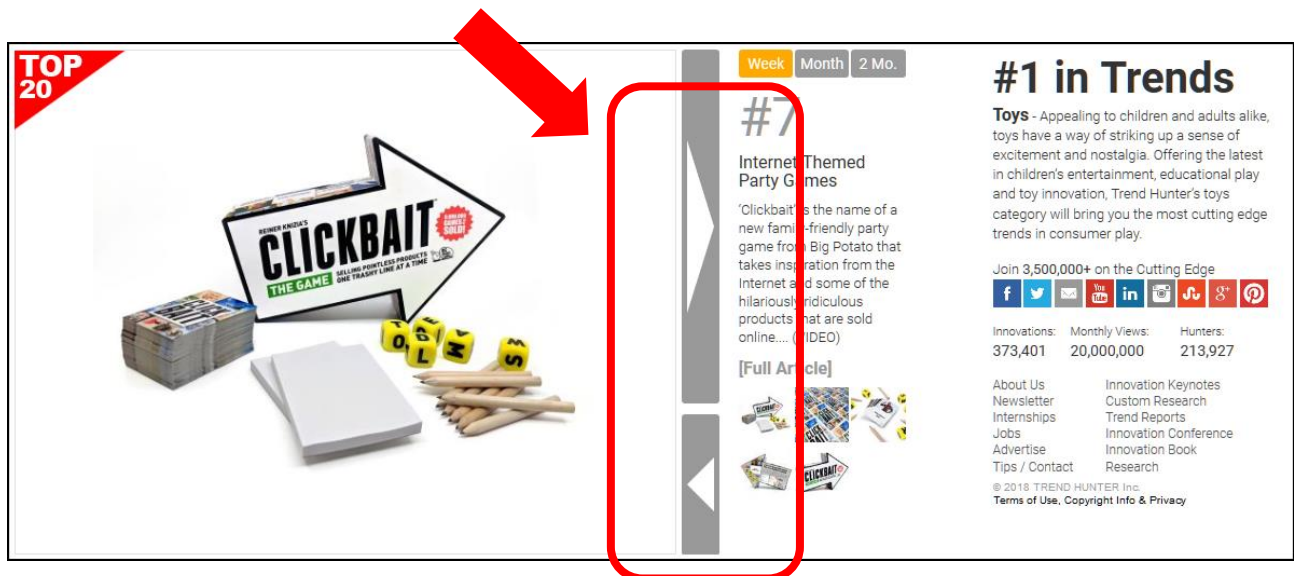 TOP
20
REINER KNIZIA'S
CLICKBAIT
THE GAME
SELLING POINTLESS PRODUCTS
ONE TRASHY LINE AT A TIME
Week Month 2 Mo.
#7
Internet Themed
Party Games
'Clickbait' is the name of a
new family-friendly party
game from Big Potato that
takes inspiration from the
Internet and some of the
hilariously ridiculous
products that are sold
online.... (VIDEO)
[Full Article]
#1 in Trends
Toys - Appealing to children and adults alike,
toys have a way of striking up a sense of
excitement and nostalgia. Offering the latest
in children's entertainment, educational play
and toy innovation, Trend Hunter's toys
category will bring you the most cutting edge
trends in consumer play.
Join 3,500,000+ on the Cutting Edge
Innovations: Monthly Views: Hunters:
373,401 20,000,000 213,927
About Us Innovation Keynotes
Newsletter Custom Research
Internships Trend Reports
Jobs Innovation Conference
Advertise Innovation Book
Tips / Contact Research
© 2018 TREND HUNTER Inc.
Terms of Use, Copyright Info & Privacy